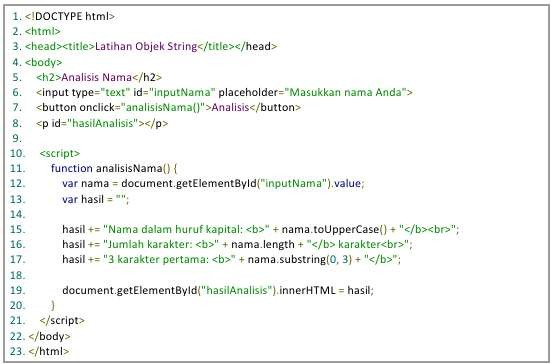 1. <!DOCTYPE html>
2. <html>
3. <head><title>Latihan Objek String</title></head>
4. <body>
5. <h2>Analisis Nama</h2>
6. <input type="text" id="inputNama" placeholder="Masukkan nama Anda">
7. <button onclick="analisisNama()">Analisis</button>
8. <p id="hasilAnalisis"></p>
9.
10. <script>
11. function analisisNama() {
12. var nama = document.getElementById("inputNama").value;
13. var hasil = "";
14.
15. hasil += "Nama dalam huruf kapital: <b>" + nama.toUpperCase() + "</b><br>";
16. hasil += "Jumlah karakter: <b>" + nama.length + "</b> karakter<br>";
17. hasil += "3 karakter pertama: <b>" + nama.substring(0, 3) + "</b>";
18.
19. document.getElementById("hasilAnalisis").innerHTML = hasil;
20. }
21. </script>
22. </body>
23. </html>